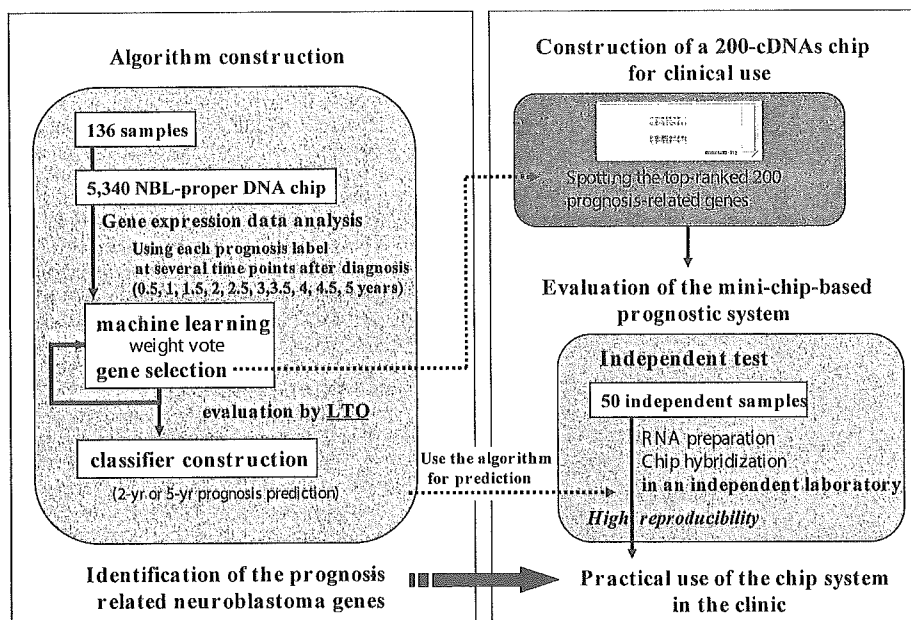 Algorithm construction
136 samples
5,340 NBL-proper DNA chip
Gene expression data analysis
Using each prognosis label
at several time points after diagnosis
(0.5, 1, 1.5, 2, 2.5, 3,3.5, 4, 4.5, 5 years)
machine learning
weight vote
gene selection
evaluation by LTO
classifier construction
(2-yr or 5-yr prognosis prediction)
Identification of the prognosis
related neuroblastoma genes
Use the algorithm
for prediction
Construction of a 200-cDNAs chip
for clinical use
Spotting the top-ranked 200
prognosis-related genes
Evaluation of the mini-chip-based
prognostic system
Independent test
50 independent samples
RNA preparation
Chip hybridization
in an independent laboratory
High reproducibility
Practical use of the chip system
in the clinic